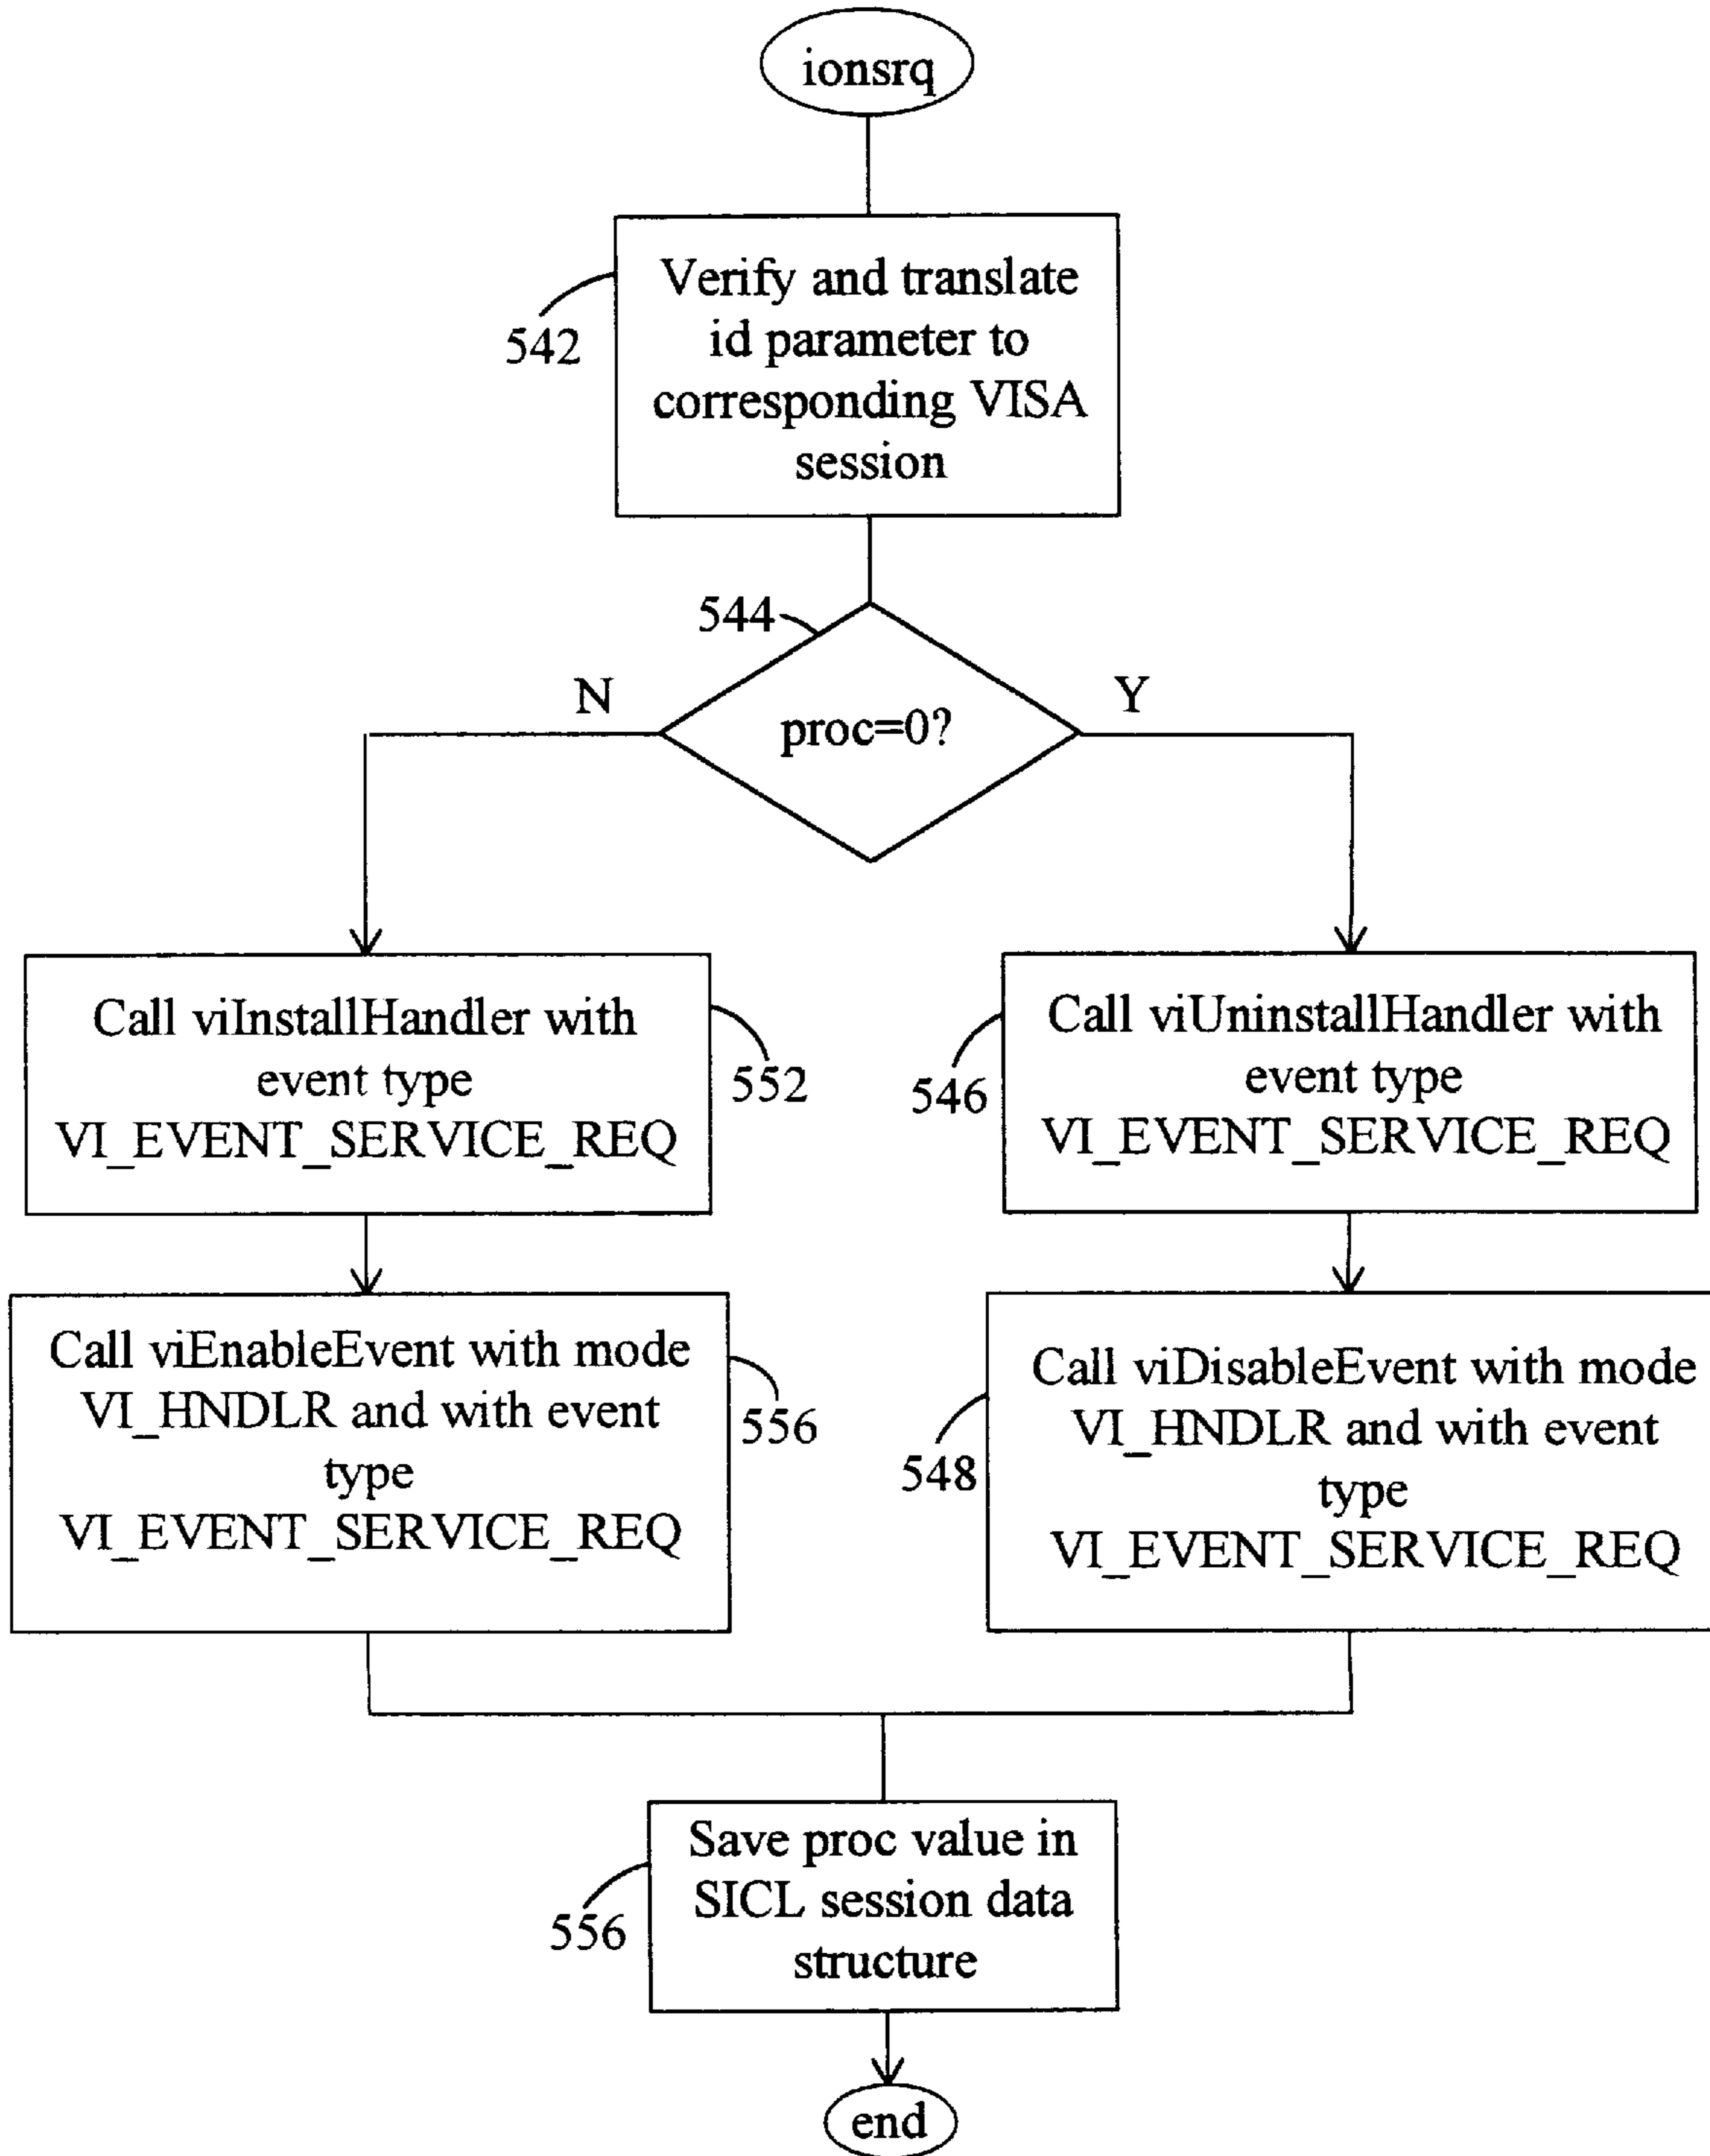 ionsrq
Verify and translate
id parameter to
corresponding VISA
session
542
544
N
Y
proc=0?
Call viInstallHandler with
event type
VI_EVENT_SERVICE_REQ
552
Call viUninstallHandler with
event type
VI_EVENT_SERVICE_REQ
546
Call viEnableEvent with mode
VI_HNDLR and with event
type
VI_EVENT_SERVICE_REQ
556
Call viDisableEvent with mode
VI_HNDLR and with event
type
VI_EVENT_SERVICE_REQ
548
Save proc value in
SICL session data
structure
556
end